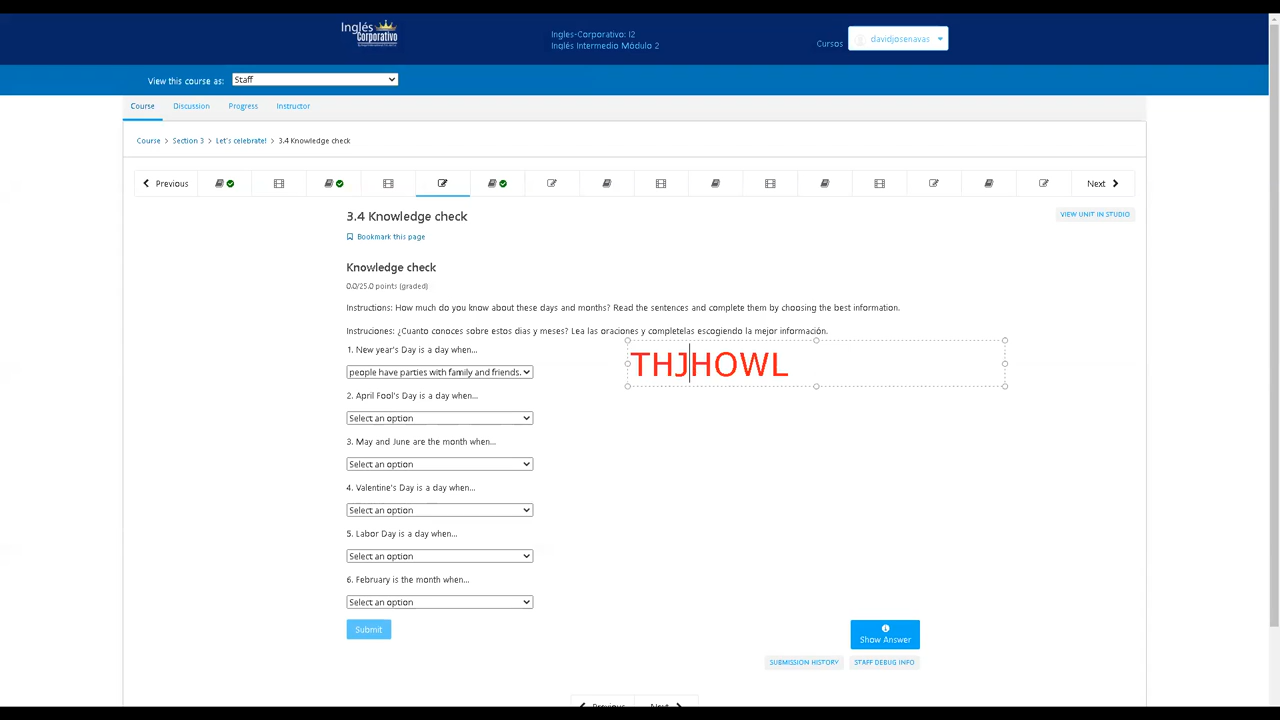 Inglés
Corporativo
Ingles-Corporativo: I2
Inglés Intermedio Módulo 2
Cursos
davidjosenavas
View this course as:
Staff
Course
Discussion
Progress
Instructor
Course > Section 3 > Let's celebrate! > 3.4 Knowledge check
Previous
Next
3.4 Knowledge check
VIEW UNIT IN STUDIO
Bookmark this page
Knowledge check
0.0/25.0 points (graded)
Instructions: How much do you know about these days and months? Read the sentences and complete them by choosing the best information.
Instruciones: ¿Cuanto conoces sobre estos dias y meses? Lea las oraciones y completelas escogiendo la mejor información.
1. New year's Day is a day when...
people have parties with family and friends.
THJHOWL
2. April Fool's Day is a day when...
Select an option
3. May and June are the month when...
Select an option
4. Valentine's Day is a day when...
Select an option
5. Labor Day is a day when...
Select an option
6. February is the month when...
Select an option
Submit
Show Answer
SUBMISSION HISTORY
STAFF DEBUG INFO
Previous
Next